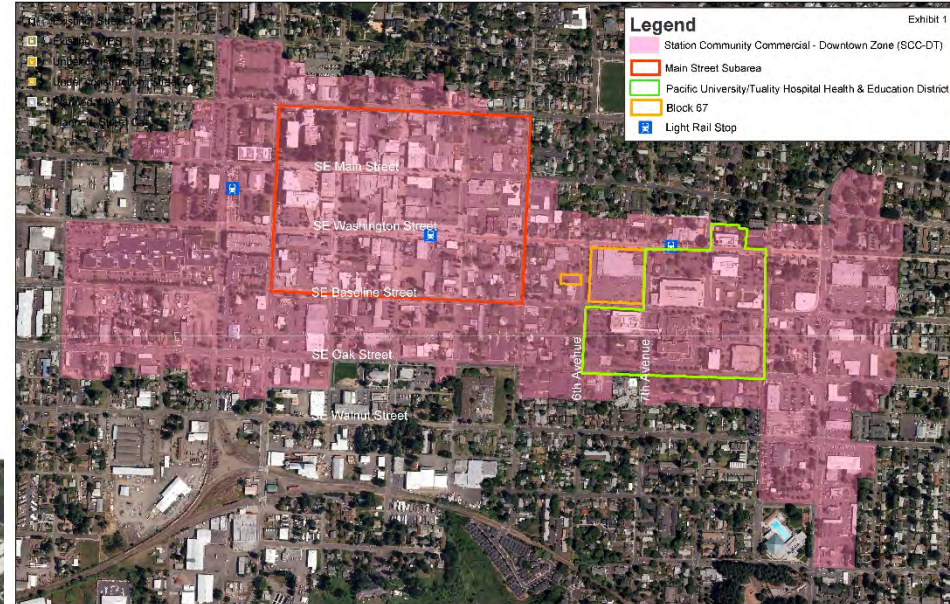 Exhibit 1
Legend
Station Community Commercial - Downtown Zone (SCC-DT)
Main Street Subarea
Pacific University/Tuality Hospital Health & Education District
Block 67
Light Rail Stop
SE Main Street
SE Washington Street
SE Baseline Street
SE Oak Street
SE Walnut Street
6th Avenue
7th Avenue